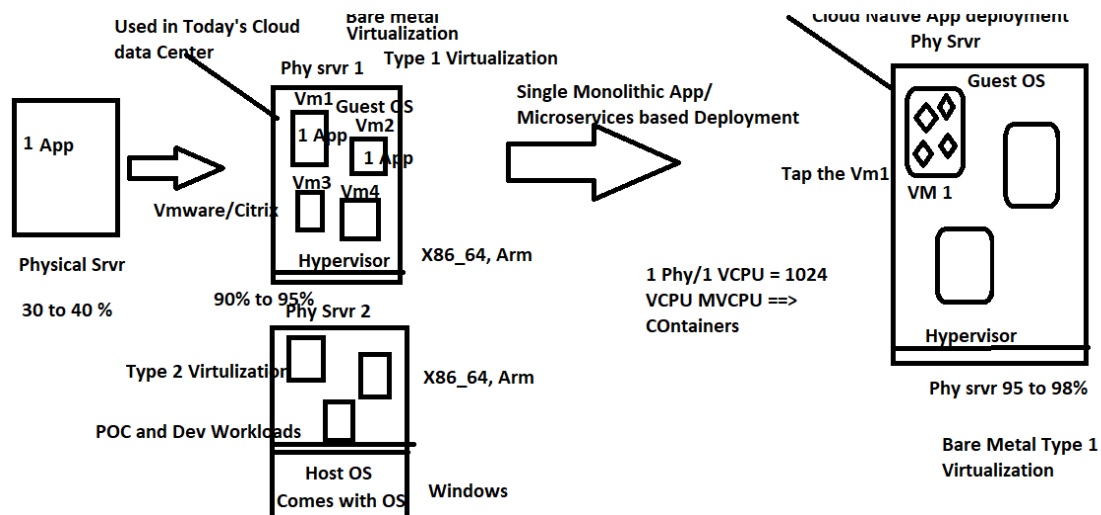 Used in Today's Cloud
data Center
Bare metal
Virtualization
Type 1 Virtualization
Phy srvr 1
Vm1
Guest OS
1 App
Vm2
1 App
Vm3
Vm4
Hypervisor
X86_64, Arm
90% to 95%
1 App
Physical Srvr
30 to 40 %
Vmware/Citrix
Phy Srvr 2
Type 2 Virtulization
X86_64, Arm
POC and Dev Workloads
Host OS
Comes with OS
Windows
Single Monolithic App/
Microservices based Deployment
1 Phy/1 VCPU = 1024
VCPU MVCPU ==>
COntainers
Cloud Native App deployment
Phy Srvr
Guest OS
Tap the Vm1
VM 1
Hypervisor
Phy srvr 95 to 98%
Bare Metal Type 1
Virtualization